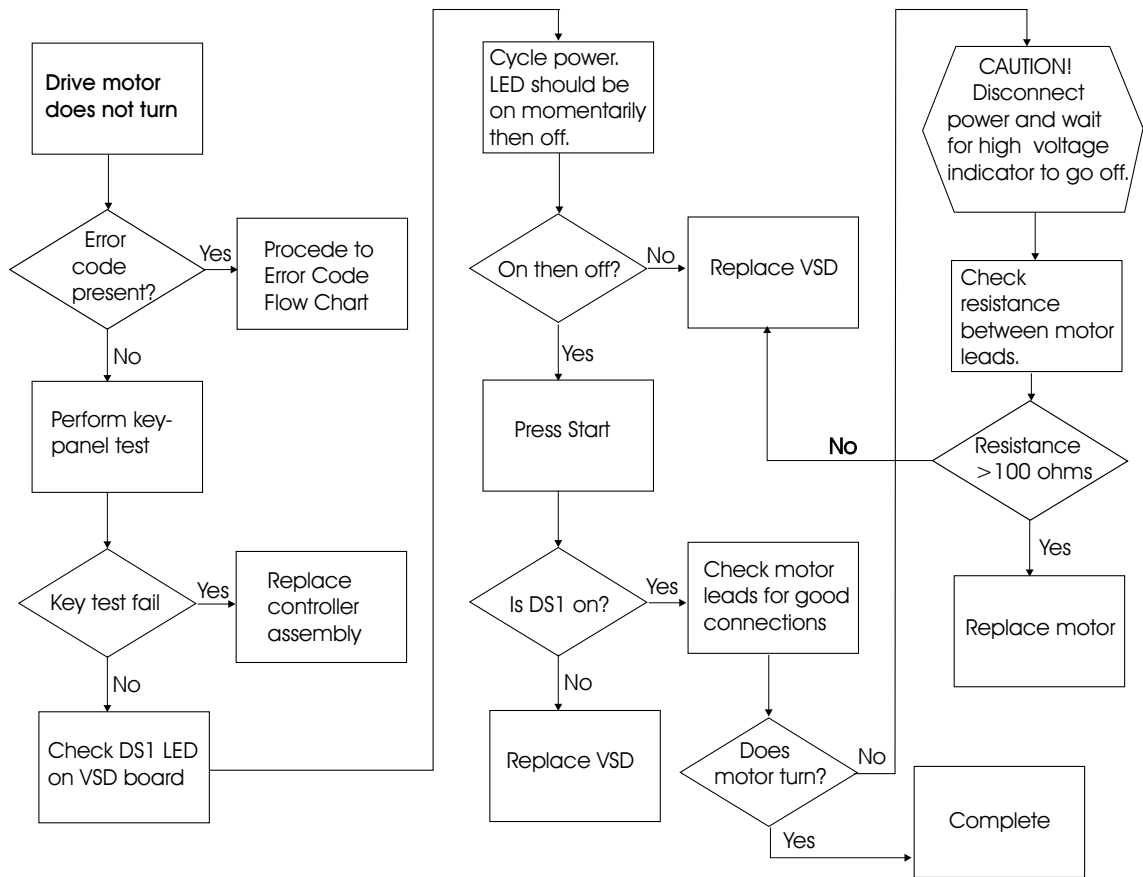 Drive motor
does not turn
Error
code
present?
Yes
Procede to
Error Code
Flow Chart
No
Perform key-
panel test
Key test fail
Yes
Replace
controller
assembly
No
Check DS1 LED
on VSD board
Cycle power.
LED should be
on momentarily
then off.
On then off?
No
Replace VSD
Yes
Press Start
Is DS1 on?
Yes
Check motor
leads for good
connections
No
Replace VSD
Does
motor turn?
No
Yes
Complete
CAUTION!
Disconnect
power and wait
for high voltage
indicator to go off.
Check
resistance
between motor
leads.
Resistance
>100 ohms
No
Yes
Replace motor